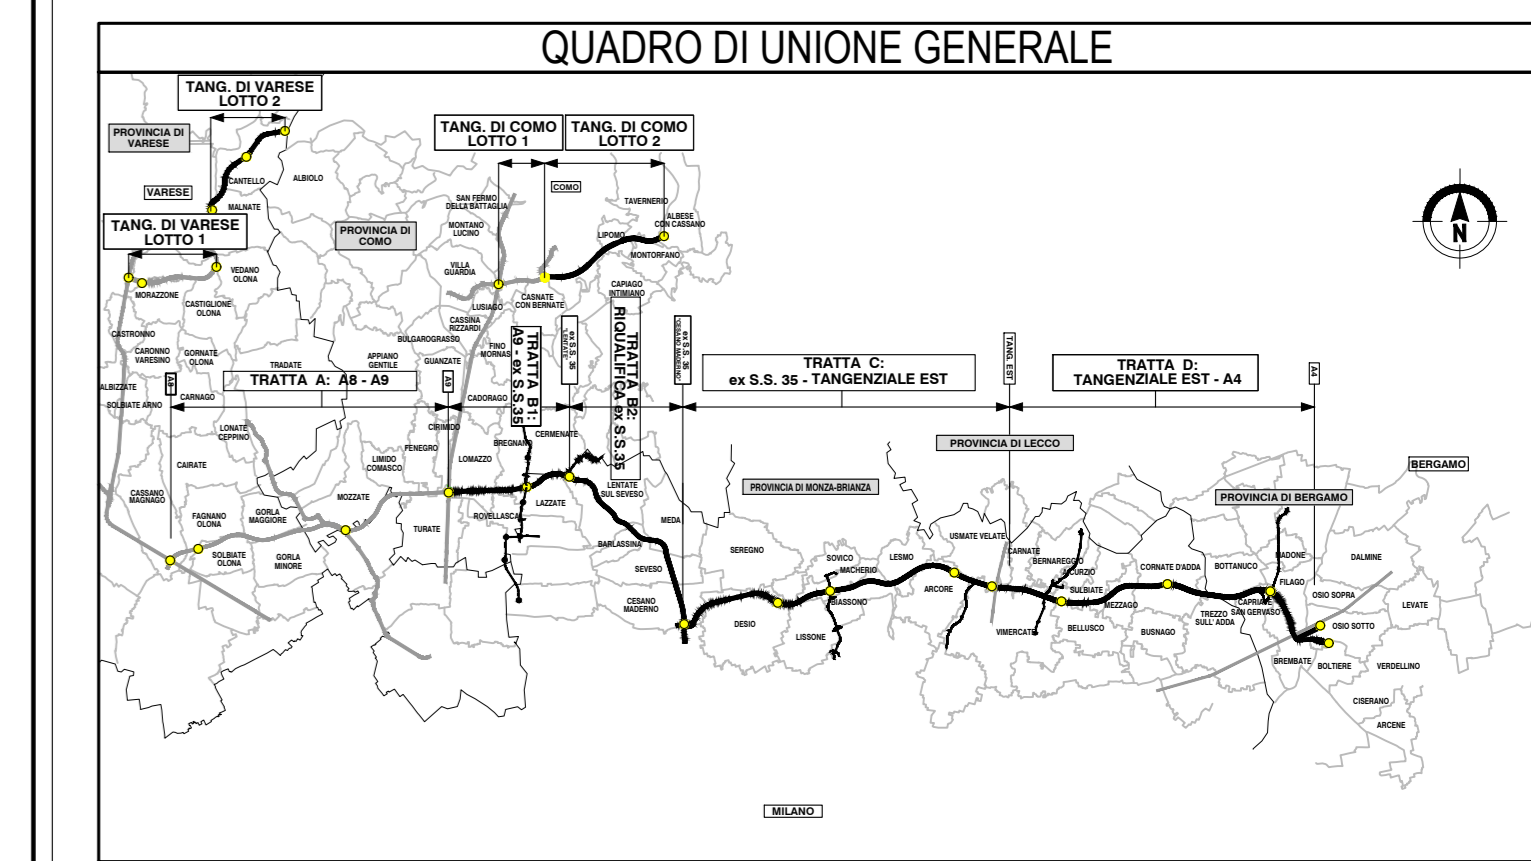 QUADRO DI UNIONE GENERALE
TANG. DI VARESE
LOTTO 2
PROVINCIA DI
VARESE
CANTELLO
ALBIOLO
VARESE
MALNATE
TANG. DI VARESE
LOTTO 1
PROVINCIA DI
COMO
TANG. DI COMO
LOTTO 1
TANG. DI COMO
LOTTO 2
COMO
SAN FERMO
DELLA BATTAGLIA
TAVERNERIO
ALBESE
CON CASSANO
MONTANO
LUCINO
LIPOMO
MONTORFANO
VILLA
GUARDIA
VEDANO
OLONA
MORAZZONE
CASTIGLIONE
OLONA
LUSIAGO
CASNATE
CON BERNATE
CAPIAGO
INTIMIANO
CASSINA
RIZZARDI
CASTRONNO
BULGAROGRASSO
FINO
MORNAS
CARONNO
VARESINO
GORNATE
OLONA
TRADATE
APPIANO
GENTILE
GUANZATE
ALBIZZATE
SOLBIATE ARNO
CARNAGO
CADORAGO
A8
TRATTA A: A8 - A9
A9
TRATTA B1:
A9 - ex S.S.35
ex S.S. 35
"LENTATE"
TRATTA B2:
RIQUALIFICA ex S.S.35
ex S.S. 35
"CESANO MADERNO"
TRATTA C:
ex S.S. 35 - TANGENZIALE EST
TANG. EST
TRATTA D:
TANGENZIALE EST - A4
A4
LONATE
CEPPINO
CIRIMIDO
FENEGRO
BREGNANO
CERMENATE
PROVINCIA DI LECCO
CAIRATE
LIMIDO
COMASCO
LOMAZZO
BERGAMO
CASSANO
MAGNAGO
MOZZATE
LAZZATE
LENTATE
SUL SEVESO
PROVINCIA DI MONZA-BRIANZA
PROVINCIA DI BERGAMO
FAGNANO
OLONA
GORLA
MAGGIORE
TURATE
ROVELLASCA
MEDA
SOLBIATE
OLONA
GORLA
MINORE
BARLASSINA
SEVESO
SEREGNO
SOVICO
MACHERIO
LESMO
USMATE VELATE
CARNATE
BERNAREGGIO
AICURZIO
CORNATE D'ADDA
BOTTANUCO
MADONE
DALMINE
FILAGO
CESANO
MADERNO
BIASSONO
ARCORE
SULBIATE
MEZZAGO
CAPRIATE
SAN GERVASO
OSIO SOPRA
LEVATE
DESIO
LISSONE
VIMERCATE
BELLUSCO
BUSNAGO
TREZZO
SULL' ADDA
OSIO SOTTO
BREMBATE
BOLTIERE
VERDELLINO
CISERANO
ARCENE
N
MILANO